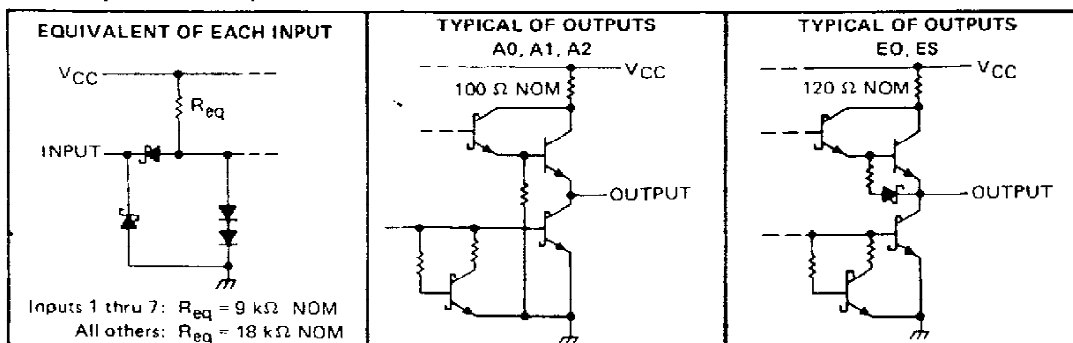 EQUIVALENT OF EACH INPUT
VCC
Req
INPUT
Inputs 1 thru 7: Req = 9 kΩ NOM
All others: Req = 18 kΩ NOM
TYPICAL OF OUTPUTS
A0, A1, A2
VCC
100 Ω NOM
OUTPUT
TYPICAL OF OUTPUTS
EO, ES
VCC
120 Ω NOM
OUTPUT